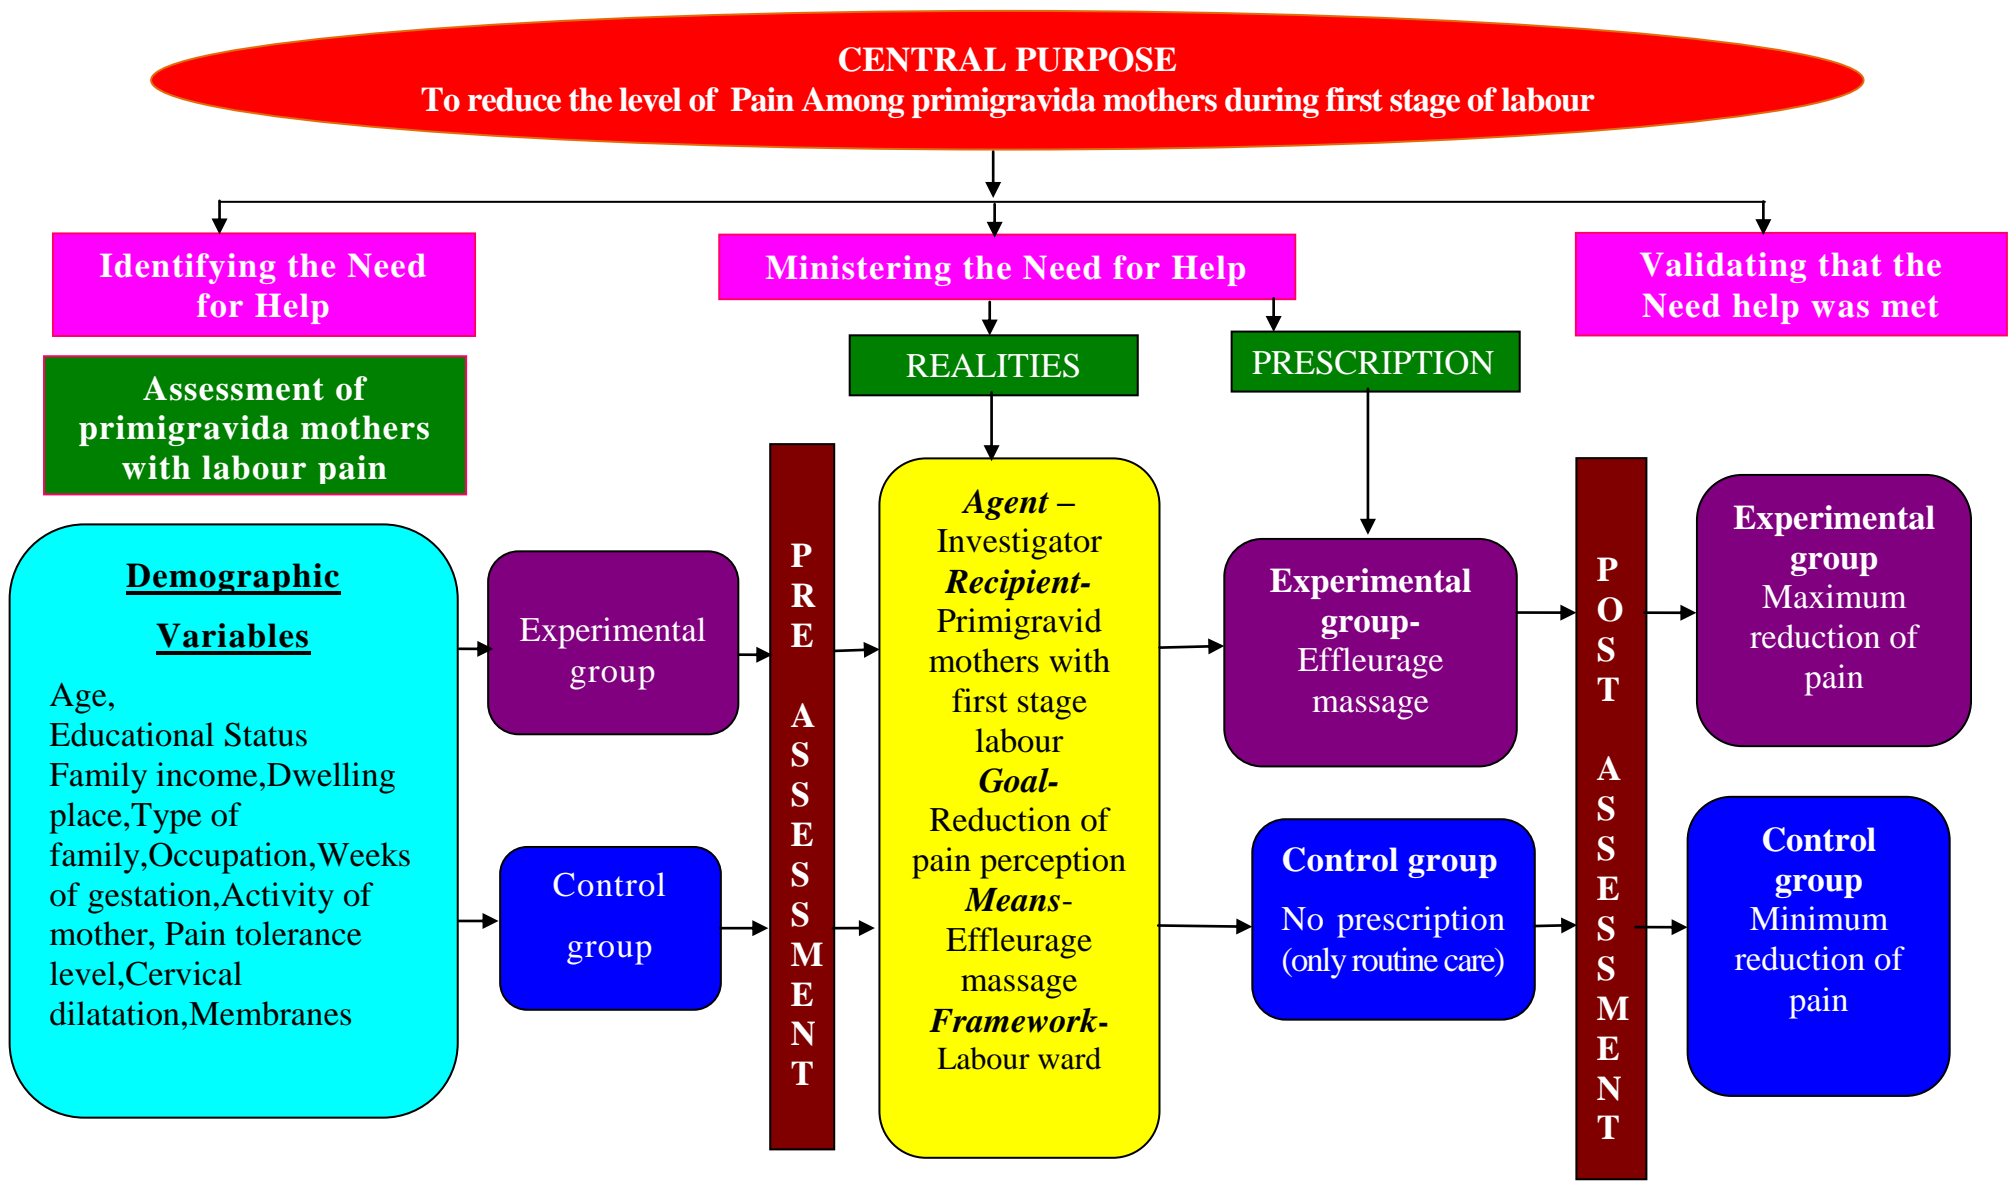 CENTRAL PURPOSE
To reduce the level of Pain Among primigravida mothers during first stage of labour
Identifying the Need
for Help
Ministering the Need for Help
Validating that the
Need help was met
REALITIES
PRESCRIPTION
Assessment of
primigravida mothers
with labour pain
Demographic
Variables
Age,
Educational Status
Family income,Dwelling
place,Type of
family,Occupation,Weeks
of gestation,Activity of
mother, Pain tolerance
level,Cervical
dilatation,Membranes
Experimental
group
Control
group
P
R
E
A
S
S
E
S
S
M
E
N
T
Agent –
Investigator
Recipient-
Primigravid
mothers with
first stage
labour
Goal-
Reduction of
pain perception
Means-
Effleurage
massage
Framework-
Labour ward
Experimental
group-
Effleurage
massage
Control group
No prescription
(only routine care)
P
O
S
T
A
S
S
E
S
S
M
E
N
T
Experimental
group
Maximum
reduction of
pain
Control
group
Minimum
reduction of
pain